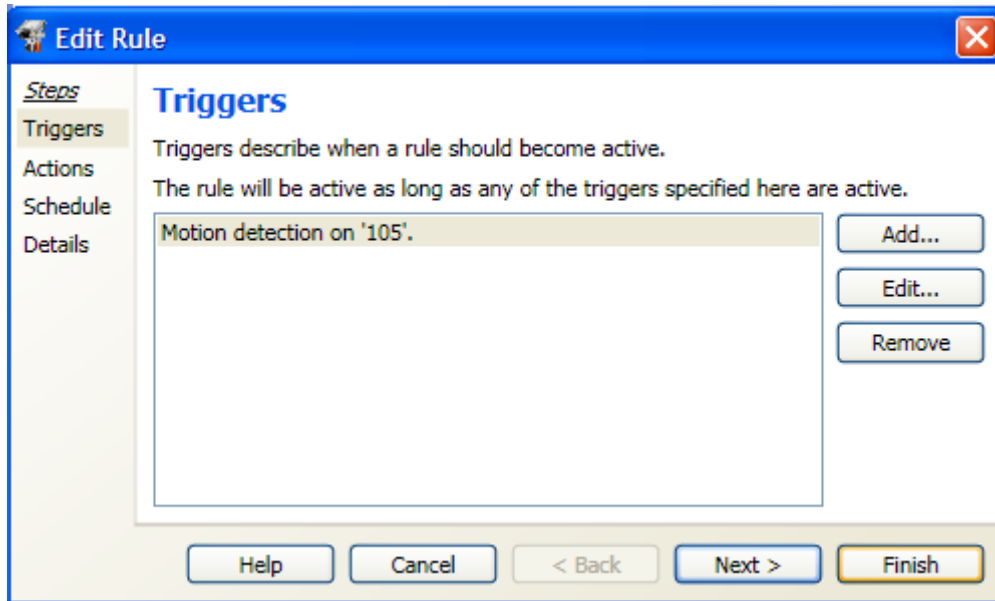 Edit Rule
Steps
Triggers
Actions
Schedule
Details
Triggers
Triggers describe when a rule should become active.
The rule will be active as long as any of the triggers specified here are active.
Motion detection on '105'.
Add...
Edit...
Remove
Help
Cancel
< Back
Next >
Finish